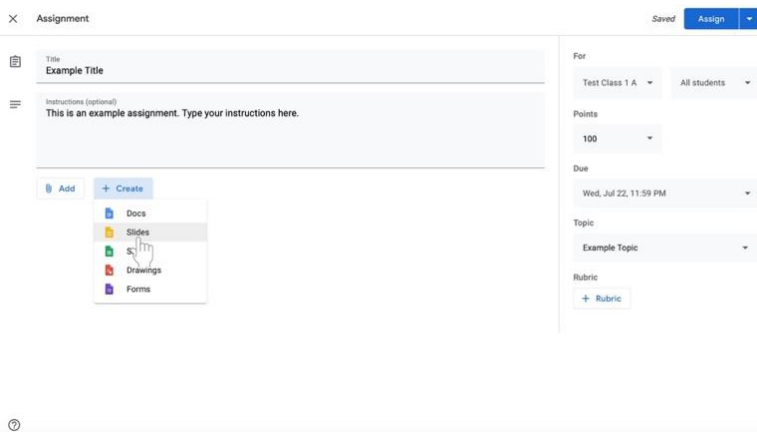 Assignment
Saved
Assign
Title
Example Title
Instructions (optional)
This is an example assignment. Type your instructions here.
Add
+ Create
Docs
Slides
S
Drawings
Forms
For
Test Class 1 A
All students
Points
100
Due
Wed, Jul 22, 11:59 PM
Topic
Example Topic
Rubric
+ Rubric